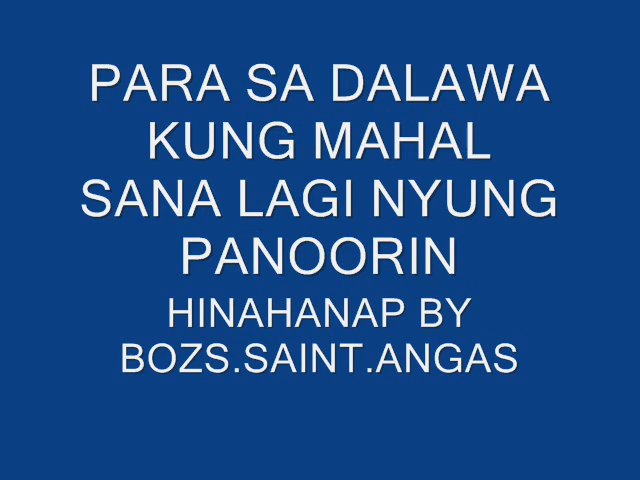 PARA SA DALAWA
KUNG MAHAL
SANA LAGI NYUNG
PANOORIN
HINAHANAP BY
BOZS.SAINT.ANGAS